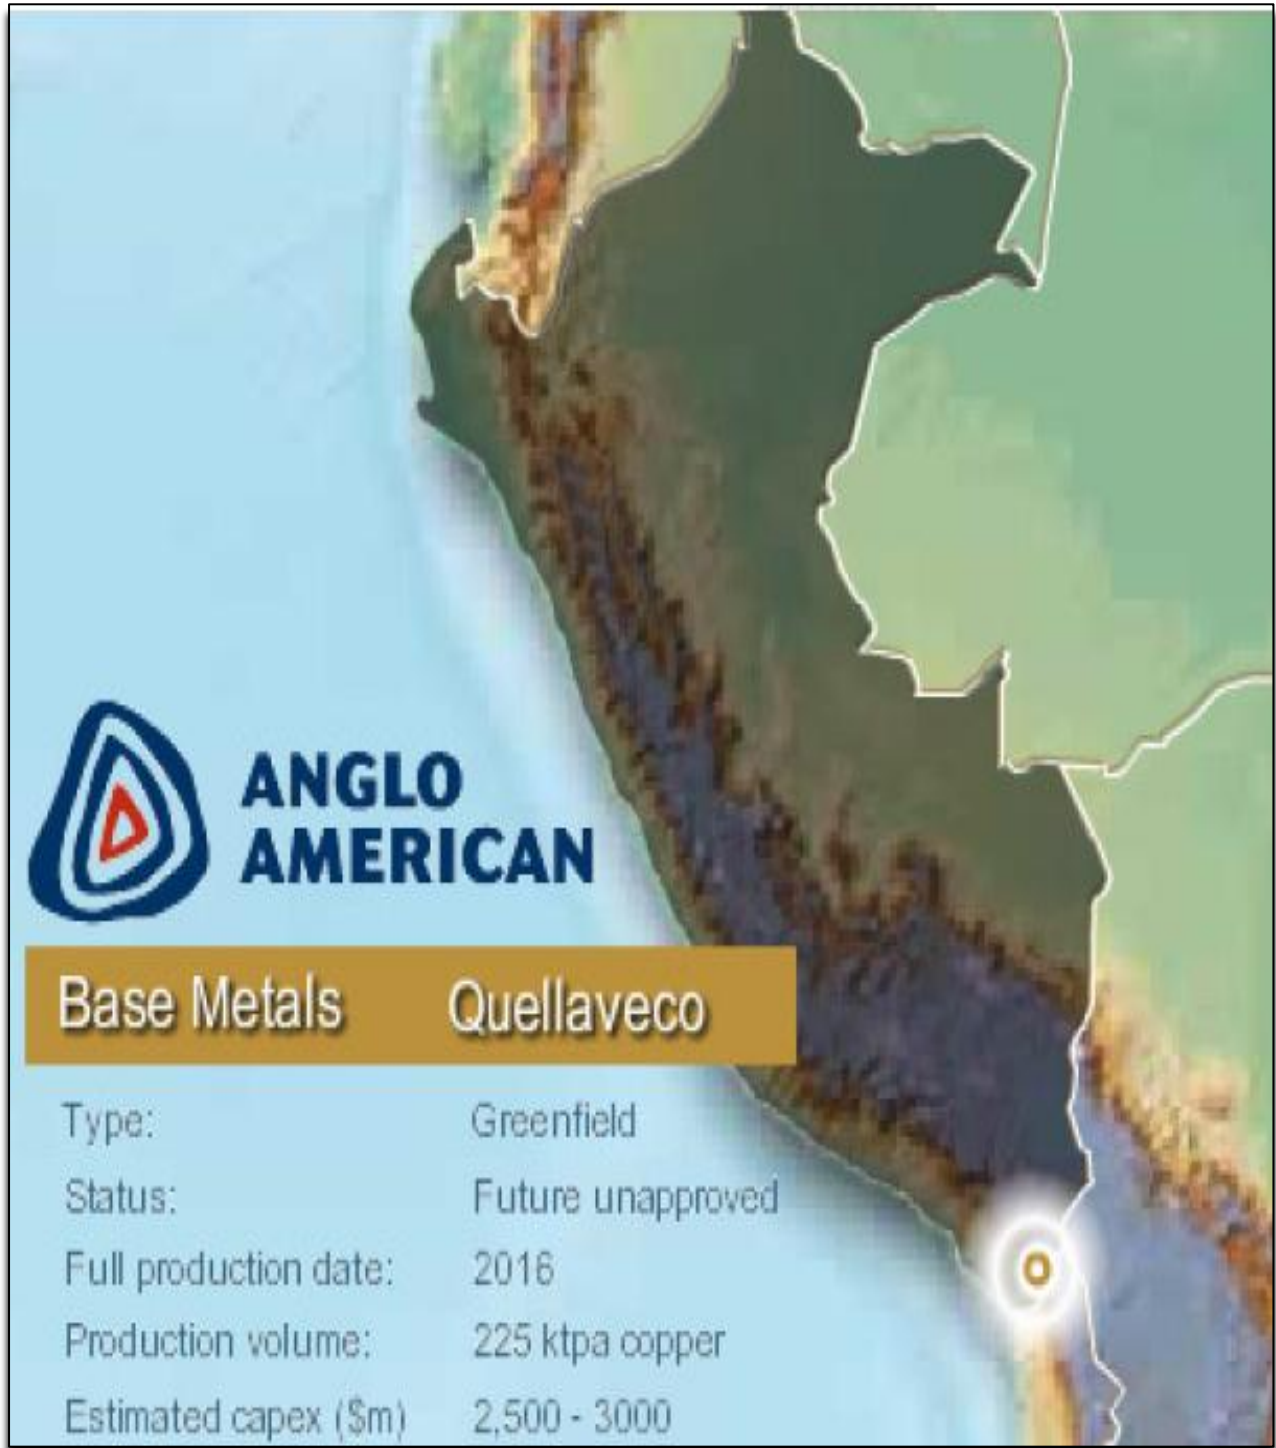 ANGLO
AMERICAN
Base Metals Quellaveco
Type: Greenfield
Status: Future unapproved
Full production date: 2016
Production volume: 225 ktpa copper
Estimated capex ($m) 2,500 - 3000